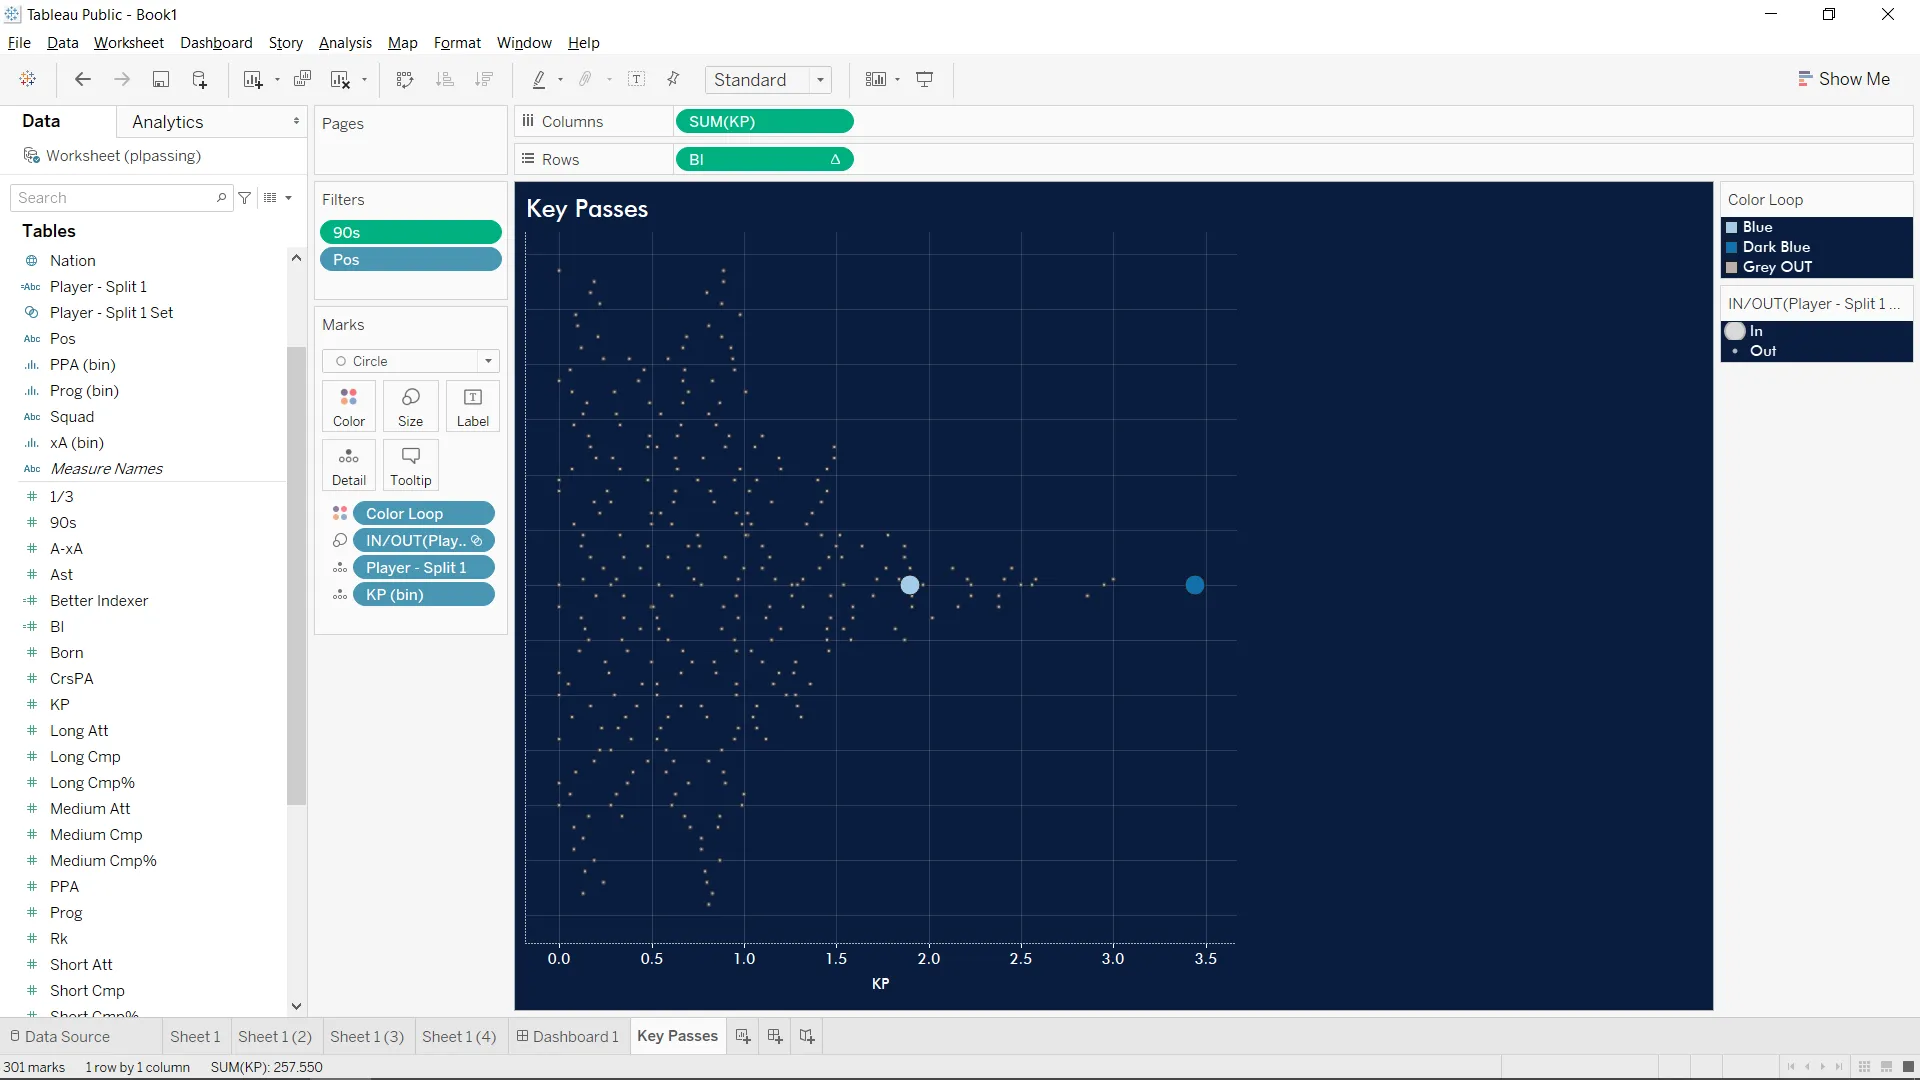 Tableau Public - Book1
File Data Worksheet Dashboard Story Analysis Map Format Window Help
Standard
Show Me
Data
Analytics
Worksheet (plpassing)
Search
Tables
Nation
Abc Player - Split 1
Player - Split 1 Set
Abc Pos
PPA (bin)
Prog (bin)
Abc Squad
xA (bin)
Abc Measure Names
1/3
90s
A-xA
Ast
Better Indexer
BI
Born
CrsPA
KP
Long Att
Long Cmp
Long Cmp%
Medium Att
Medium Cmp
Medium Cmp%
PPA
Prog
Rk
Short Att
Short Cmp
Short Cmp%
Pages
Filters
90s
Pos
Marks
Circle
Color
Size
Label
Detail
Tooltip
Color Loop
IN/OUT(Play..
Player - Split 1
KP (bin)
Columns
SUM(KP)
Rows
BI
Key Passes
0.0 0.5 1.0 1.5 2.0 2.5 3.0 3.5
KP
Color Loop
Blue
Dark Blue
Grey OUT
IN/OUT(Player - Split 1 ...
In
Out
Data Source
Sheet 1
Sheet 1 (2)
Sheet 1 (3)
Sheet 1 (4)
Dashboard 1
Key Passes
301 marks
1 row by 1 column
SUM(KP): 257.550